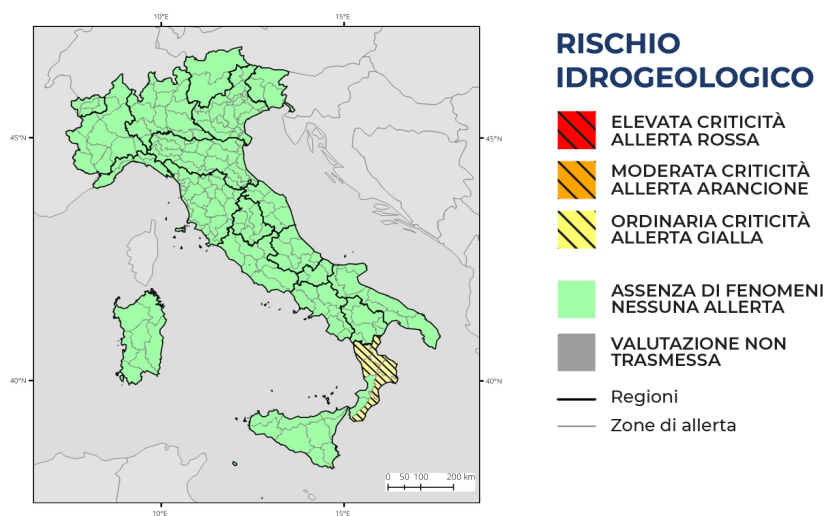 10°E
15°E
RISCHIO
IDROGEOLOGICO
45°N
45°N
ELEVATA CRITICITÀ
ALLERTA ROSSA
MODERATA CRITICITÀ
ALLERTA ARANCIONE
ORDINARIA CRITICITÀ
ALLERTA GIALLA
ASSENZA DI FENOMENI
NESSUNA ALLERTA
VALUTAZIONE NON
TRASMESSA
40°N
40°N
Regioni
Zone di allerta
0 50 100 200 km
10°E
15°E